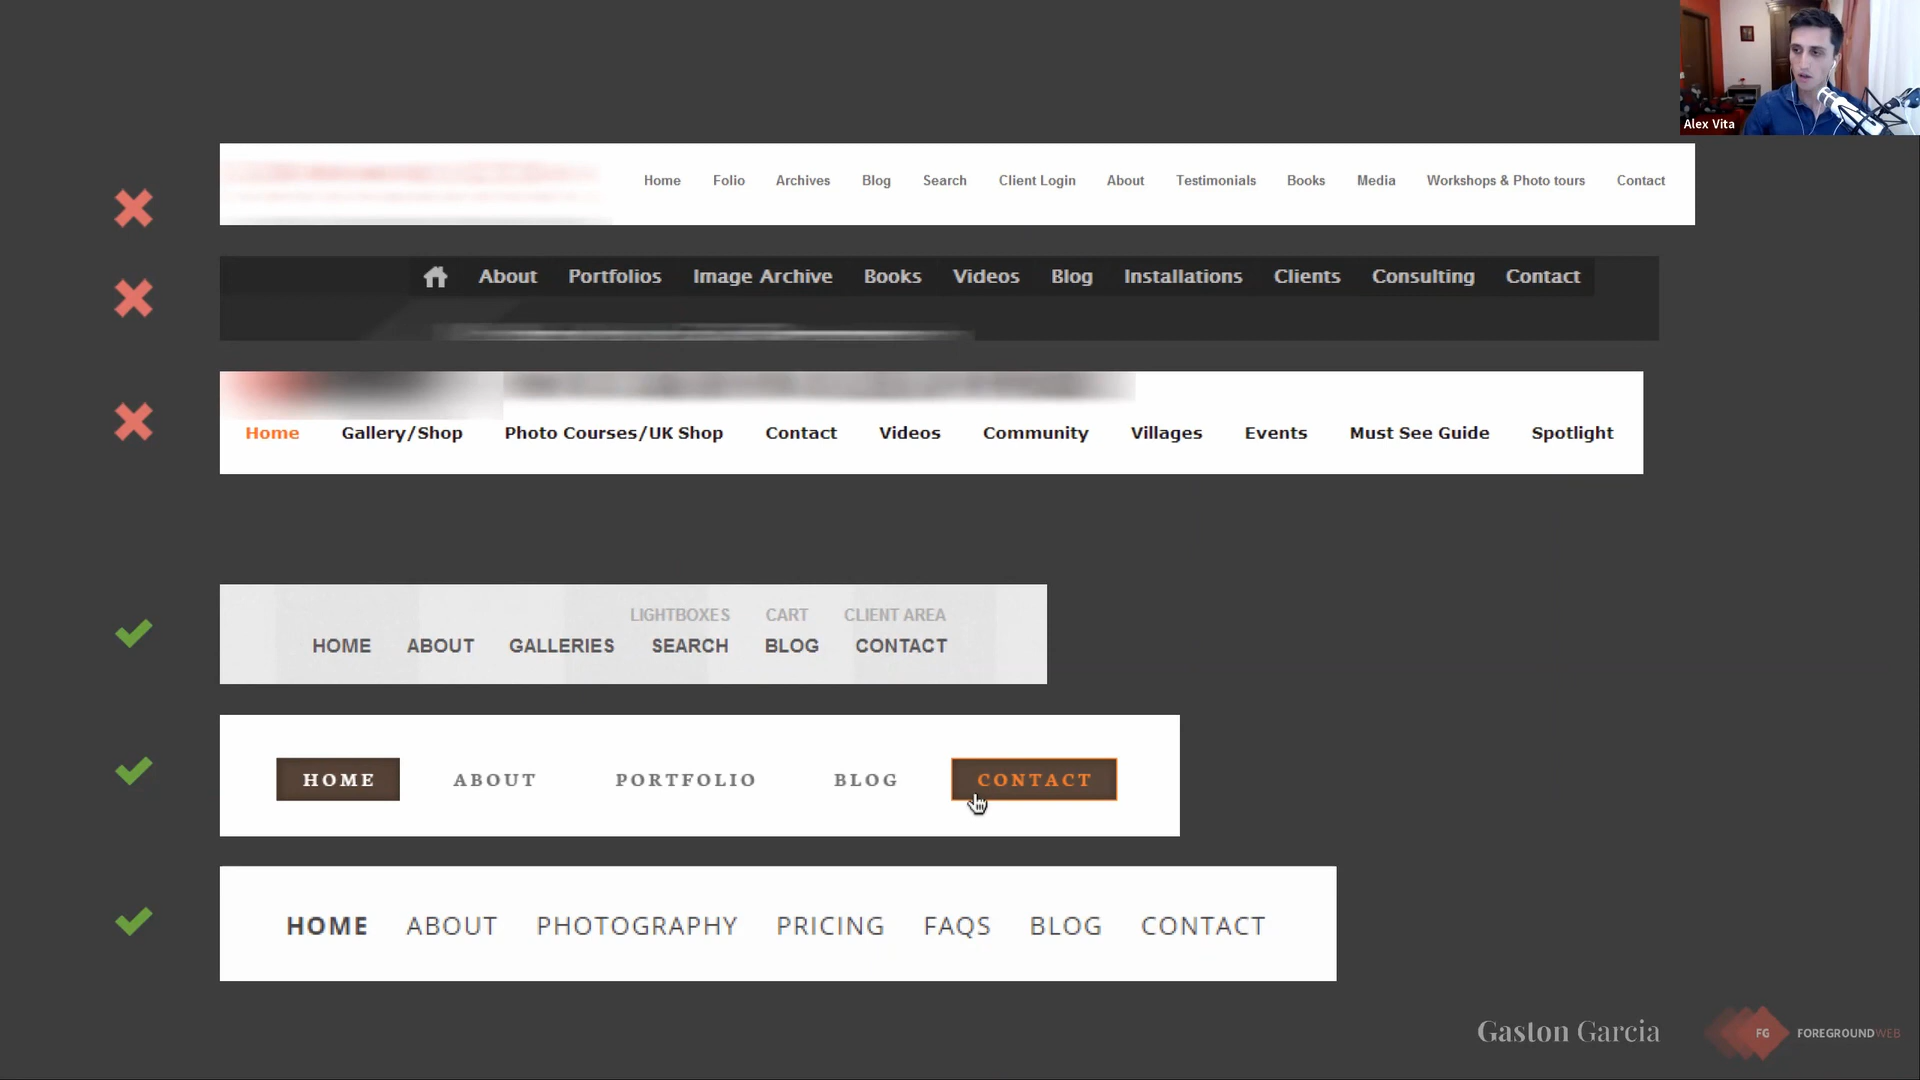 Alex Vita
Home Folio Archives Blog Search Client Login About Testimonials Books Media Workshops & Photo tours Contact
About Portfolios Image Archive Books Videos Blog Installations Clients Consulting Contact
Home Gallery/Shop Photo Courses/UK Shop Contact Videos Community Villages Events Must See Guide Spotlight
LIGHTBOXES CART CLIENT AREA
HOME ABOUT GALLERIES SEARCH BLOG CONTACT
HOME ABOUT PORTFOLIO BLOG CONTACT
HOME ABOUT PHOTOGRAPHY PRICING FAQS BLOG CONTACT
Gaston Garcia
FG FOREGROUNDWEB